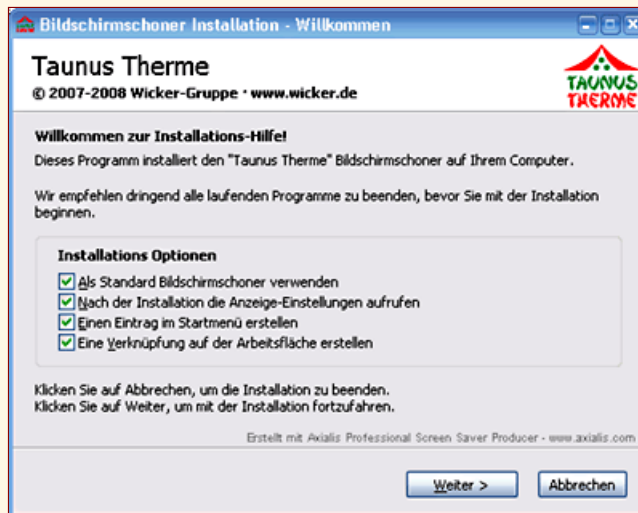 Bildschirmschoner Installation - Willkommen
Taunus Therme
© 2007-2008 Wicker-Gruppe · www.wicker.de
TAUNUS
THERME
Willkommen zur Installations-Hilfe!
Dieses Programm installiert den "Taunus Therme" Bildschirmschoner auf Ihrem Computer.
Wir empfehlen dringend alle laufenden Programme zu beenden, bevor Sie mit der Installation
beginnen.
Installations Optionen
Als Standard Bildschirmschoner verwenden
Nach der Installation die Anzeige-Einstellungen aufrufen
Einen Eintrag im Startmenü erstellen
Eine Verknüpfung auf der Arbeitsfläche erstellen
Klicken Sie auf Abbrechen, um die Installation zu beenden.
Klicken Sie auf Weiter, um mit der Installation fortzufahren.
Erstellt mit Axialis Professional Screen Saver Producer - www.axialis.com
Weiter >
Abbrechen